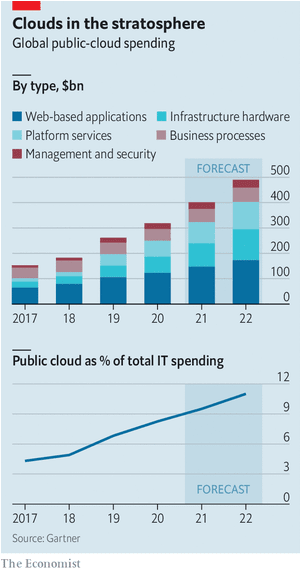 Clouds in the stratosphere
Global public-cloud spending
By type, $bn
Web-based applications
Infrastructure hardware
Platform services
Business processes
Management and security
FORECAST
500
400
300
200
100
0
2017 18 19 20 21 22
Public cloud as % of total IT spending
12
9
6
3
FORECAST
0
2017 18 19 20 21 22
Source: Gartner
The Economist